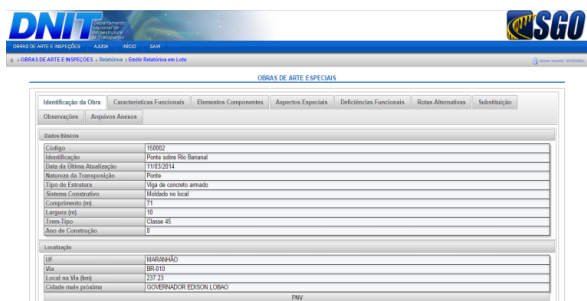 DNIT
Departamento
Nacional de
Infraestrutura
de Transportes
SGO
OBRAS DE ARTE E INSPEÇÕES AJUDA INÍCIO SAIR
> OBRAS DE ARTE E INSPEÇÕES > Relatórios > Emitir Relatórios em Lote
OBRAS DE ARTE ESPECIAIS
Identificação da Obra Características Funcionais Elementos Componentes Aspectos Especiais Deficiências Funcionais Rotas Alternativas Substituição
Observações Arquivos Anexos
Dados Básicos
Código 150002
Identificação Ponte sobre Rio Bananal
Data da Última Atualização 11/03/2014
Natureza da Transposição Ponte
Tipo de Estrutura Viga de concreto armado
Sistema Construtivo Moldado no local
Comprimento (m) 71
Largura (m) 10
Trem-Tipo Classe 45
Ano de Construção 0
Localização
UF MARANHÃO
Via BR-010
Local na Via (km) 237.23
Cidade mais próxima GOVERNADOR EDISON LOBAO
PNV